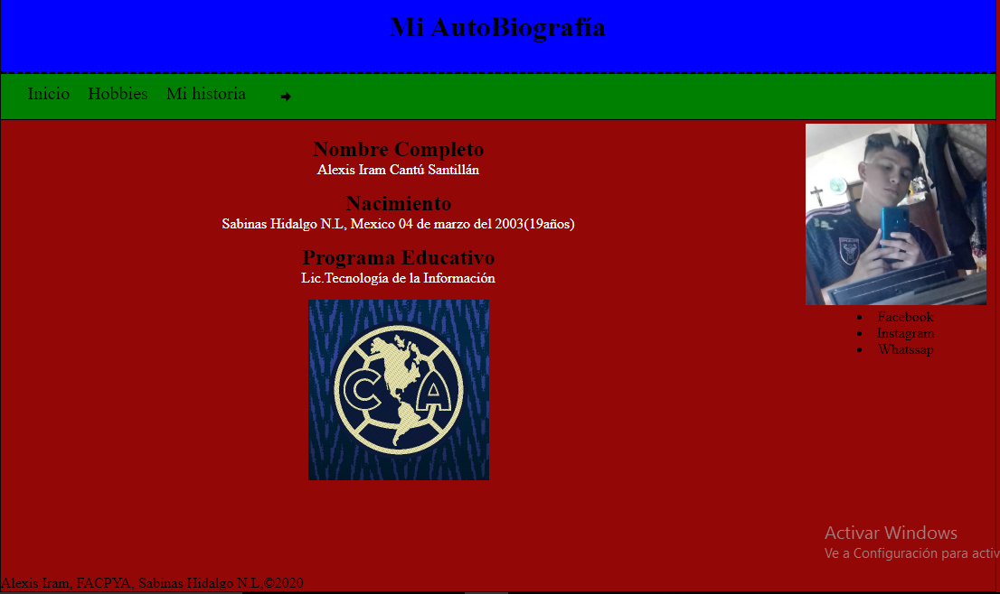 Mi AutoBiografía
Inicio Hobbies Mi historia
Nombre Completo
Alexis Iram Cantú Santillán
Nacimiento
Sabinas Hidalgo N.L, Mexico 04 de marzo del 2003(19años)
Programa Educativo
Lic.Tecnología de la Información
C A
Facebook
Instagram
Whatssap
Activar Windows
Ve a Configuración para activ
Alexis Iram, FACPYA, Sabinas Hidalgo N.L,©2020